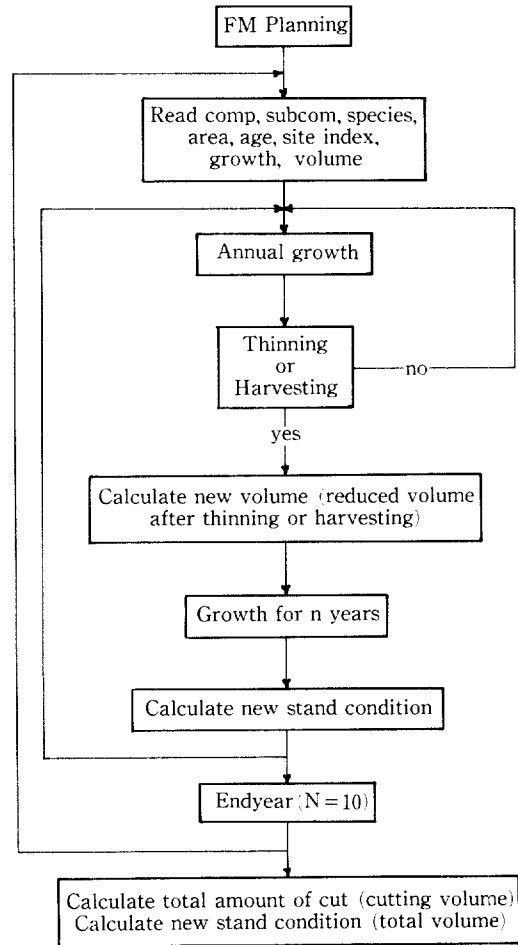 FM Planning
Read comp, subcom, species,
area, age, site index,
growth, volume
Annual growth
Thinning
or
Harvesting
no
yes
Calculate new volume (reduced volume
after thinning or harvesting)
Growth for n years
Calculate new stand condition
Endyear (N=10)
Calculate total amount of cut (cutting volume)
Calculate new stand condition (total volume)